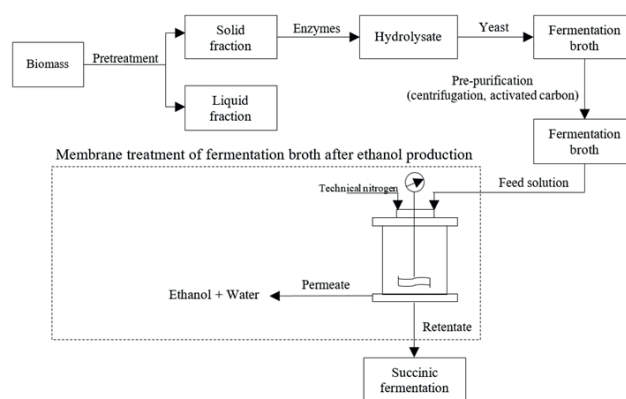 Biomass
Pretreatment
Solid
fraction
Enzymes
Hydrolysate
Yeast
Fermentation
broth
Liquid
fraction
Pre-purification
(centrifugation, activated carbon)
Fermentation
broth
Membrane treatment of fermentation broth after ethanol production
Technical nitrogen
Feed solution
Ethanol + Water
Permeate
Retentate
Succinic
fermentation